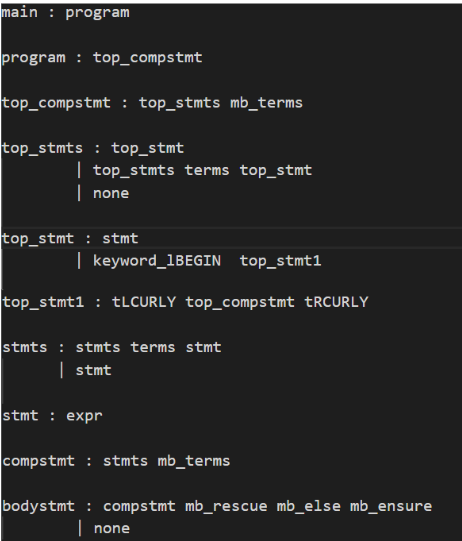 main : program
program : top_compstmt
top_compstmt : top_stmts mb_terms
top_stmts : top_stmt
| top_stmts terms top_stmt
| none
top_stmt : stmt
| keyword_lBEGIN  top_stmt1
top_stmt1 : tLCURLY top_compstmt tRCURLY
stmts : stmts terms stmt
| stmt
stmt : expr
compstmt : stmts mb_terms
bodystmt : compstmt mb_rescue mb_else mb_ensure
| none